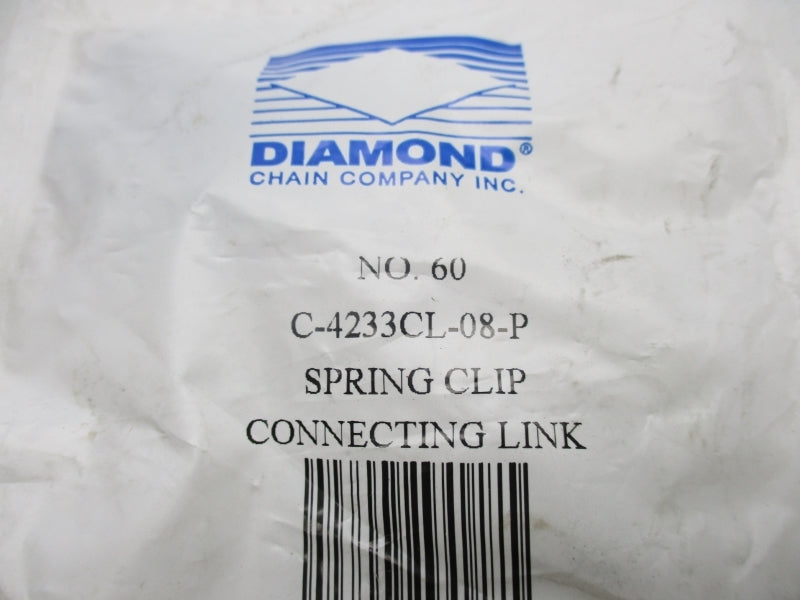 DIAMOND®
CHAIN COMPANY INC.
NO. 60
C-4233CL-08-P
SPRING CLIP
CONNECTING LINK